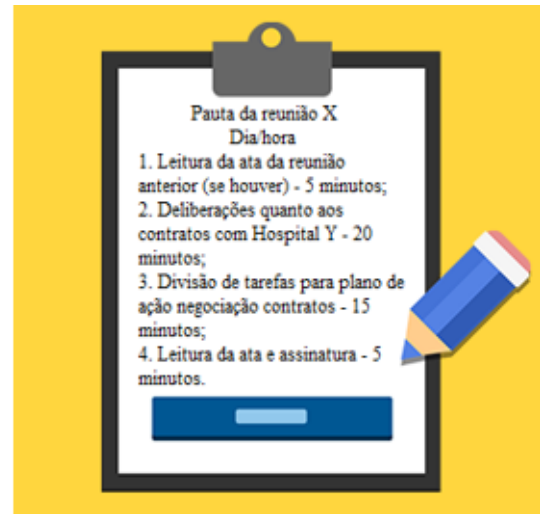 Pauta da reunião X
Dia/hora
1. Leitura da ata da reunião
anterior (se houver) - 5 minutos;
2. Deliberações quanto aos
contratos com Hospital Y - 20
minutos;
3. Divisão de tarefas para plano de
ação negociação contratos - 15
minutos;
4. Leitura da ata e assinatura - 5
minutos.